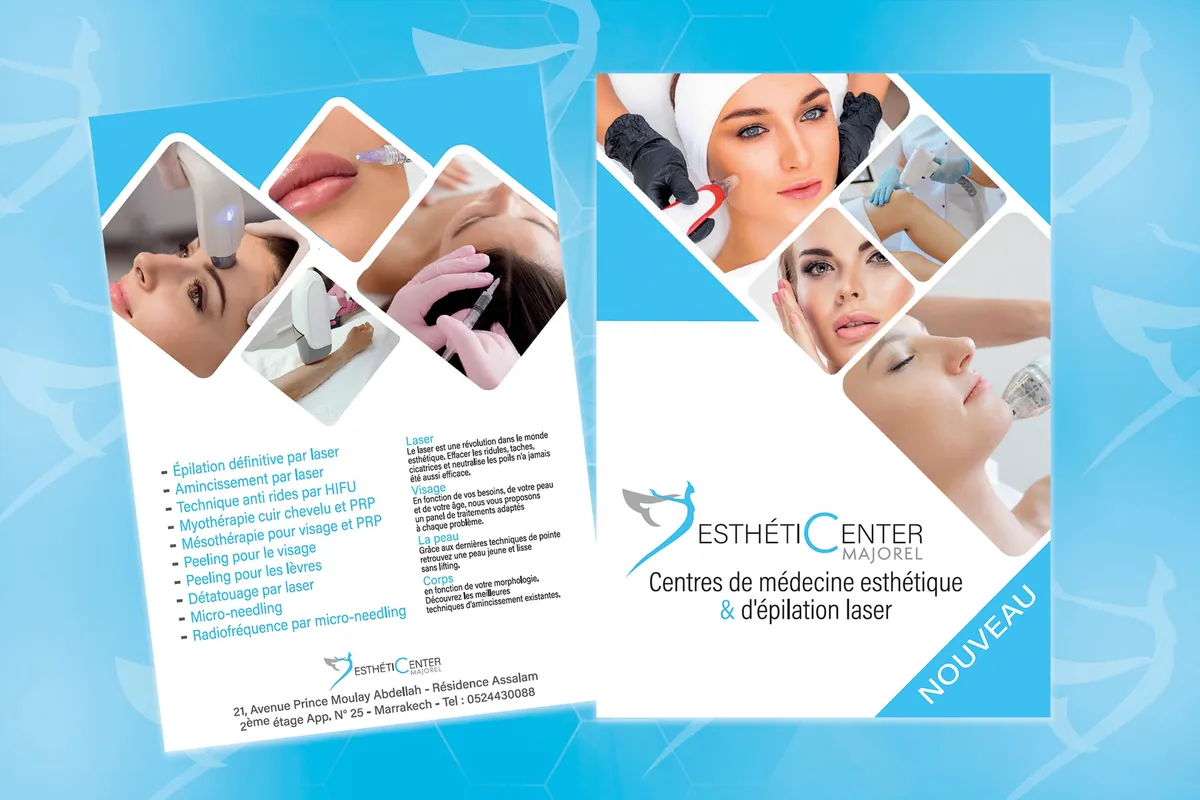 - Épilation définitive par laser
- Amincissement par laser
- Technique anti rides par HIFU
- Myothérapie cuir chevelu et PRP
- Mésothérapie pour visage et PRP
- Peeling pour le visage
- Peeling pour les lèvres
- Détatouage par laser
- Micro-needling
- Radiofréquence par micro-needling
Laser
Le laser est une révolution dans le monde
esthétique. Effacer les ridules, taches,
cicatrices et neutralise les poils n'a jamais
été aussi efficace.
Visage
En fonction de vos besoins, de votre peau
et de votre âge, nous vous proposons
un panel de traitements adaptés
à chaque problème.
La peau
Grâce aux dernières techniques de pointe
retrouvez une peau jeune et lisse
sans lifting.
Corps
en fonction de votre morphologie.
Découvrez les meilleures
techniques d'amincissement existantes.
ESTHÉTICENTER
MAJOREL
21, Avenue Prince Moulay Abdellah - Résidence Assalam
2ème étage App. N° 25 - Marrakech - Tel : 0524430088
ESTHÉTICENTER
MAJOREL
Centres de médecine esthétique
& d'épilation laser
NOUVEAU